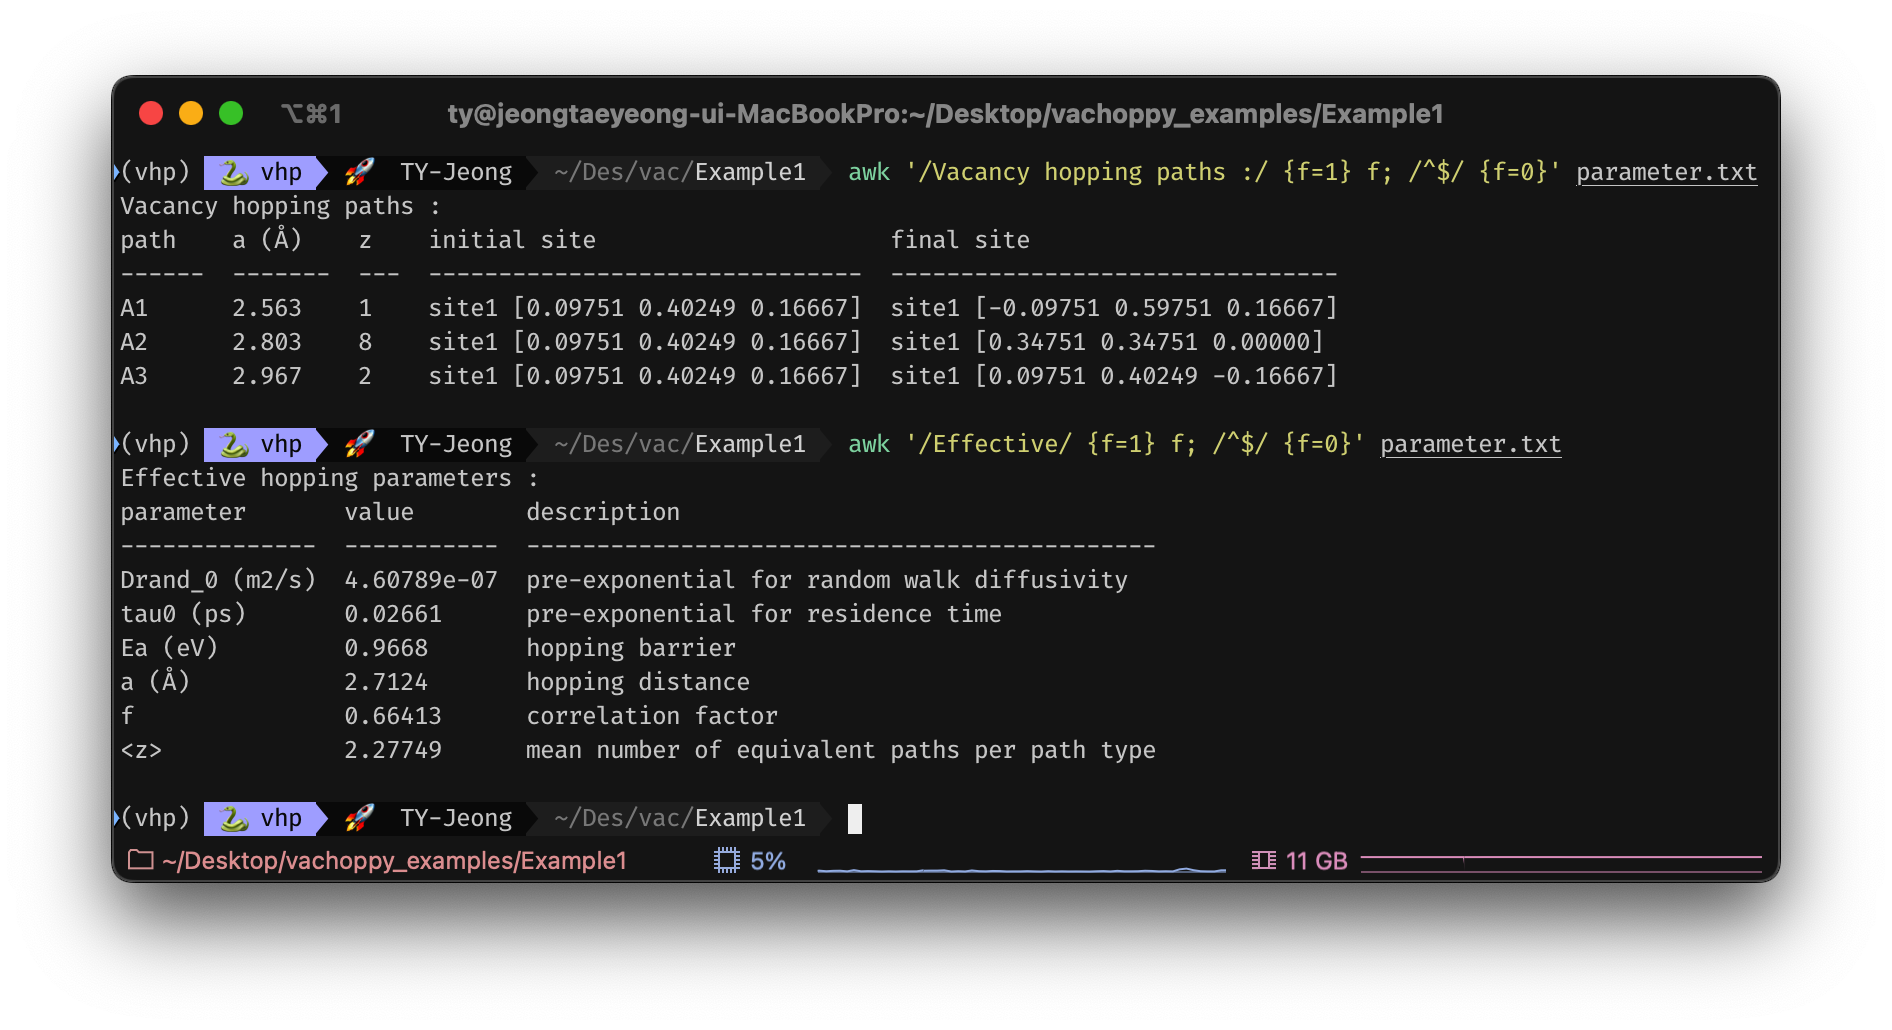 ⌥⌘1 ty@jeongtaeyeong-ui-MacBookPro:~/Desktop/vachoppy_examples/Example1
(vhp) vhp TY-Jeong ~/Des/vac/Example1 awk '/Vacancy hopping paths :/ {f=1} f; /^$/ {f=0}' parameter.txt
Vacancy hopping paths :
path    a (Å)    z    initial site                     final site
------  -------  ---  -------------------------------  --------------------------------
A1      2.563    1    site1 [0.09751 0.40249 0.16667]  site1 [-0.09751 0.59751 0.16667]
A2      2.803    8    site1 [0.09751 0.40249 0.16667]  site1 [0.34751 0.34751 0.00000]
A3      2.967    2    site1 [0.09751 0.40249 0.16667]  site1 [0.09751 0.40249 -0.16667]
(vhp) vhp TY-Jeong ~/Des/vac/Example1 awk '/Effective/ {f=1} f; /^$/ {f=0}' parameter.txt
Effective hopping parameters :
parameter       value        description
--------------  -----------  ---------------------------------------------
Drand_0 (m2/s)  4.60789e-07  pre-exponential for random walk diffusivity
tau0 (ps)       0.02661      pre-exponential for residence time
Ea (eV)         0.9668       hopping barrier
a (Å)           2.7124       hopping distance
f               0.66413      correlation factor
<z>             2.27749      mean number of equivalent paths per path type
(vhp) vhp TY-Jeong ~/Des/vac/Example1
~/Desktop/vachoppy_examples/Example1 5% 11 GB